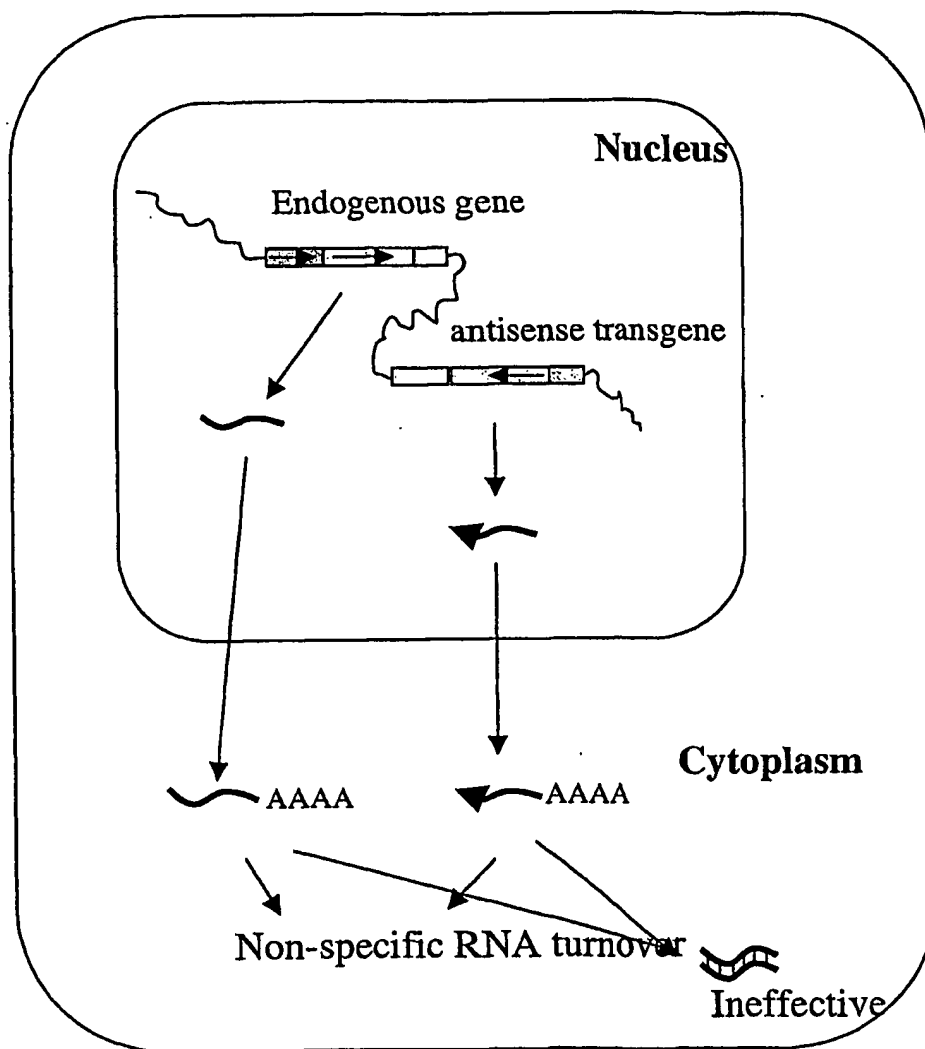 Nucleus
Endogenous gene
antisense transgene
Cytoplasm
AAAA
AAAA
Non-specific RNA turnover
Ineffective